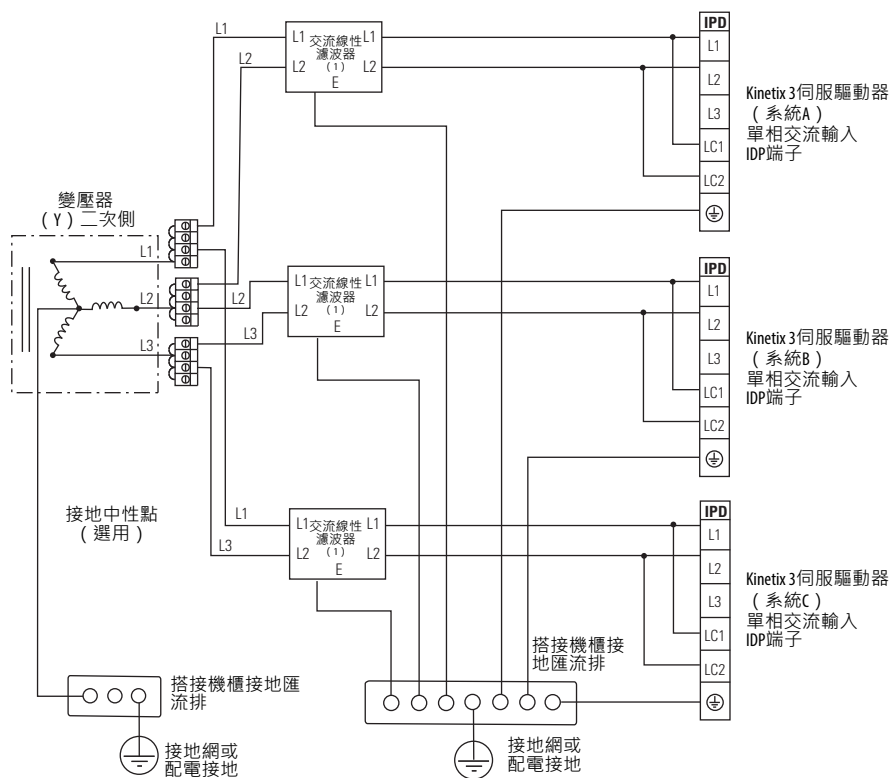 L1
L1
交流線性
濾波器
(1)
L1
L2
L2
L2
E
IPD
L1
L2
L3
LC1
LC2
Kinetix 3伺服驅動器
(系統A)
單相交流輸入
IDP端子
變壓器
(Y)二次側
L1
L2
L3
L2
L3
L1
交流線性
濾波器
(1)
L1
L2
L2
E
IPD
L1
L2
L3
LC1
LC2
Kinetix 3伺服驅動器
(系統B)
單相交流輸入
IDP端子
接地中性點
(選用)
L1
L3
L1
交流線性
濾波器
(1)
L1
L2
L2
E
IPD
L1
L2
L3
LC1
LC2
Kinetix 3伺服驅動器
(系統C)
單相交流輸入
IDP端子
搭接機櫃接地匯
流排
接地網或
配電接地
搭接機櫃接
地匯流排
接地網或
配電接地